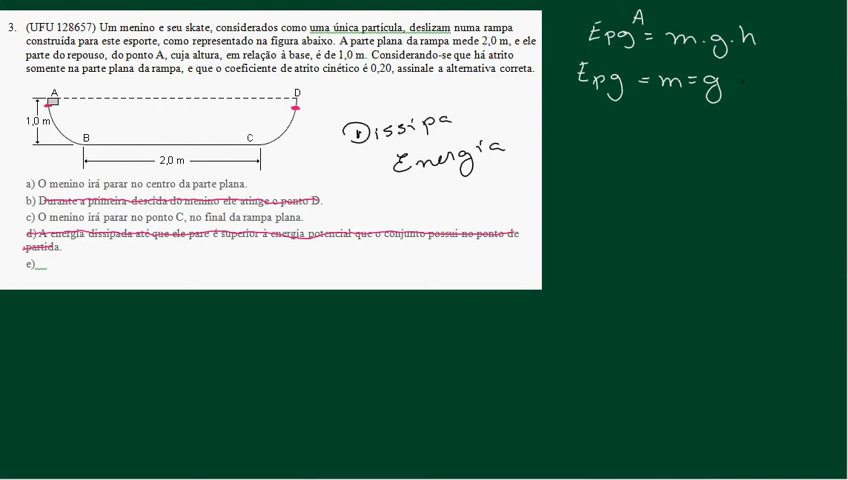 3. (UFU 128657) Um menino e seu skate, considerados como uma única partícula, deslizam numa rampa
construída para este esporte, como representado na figura abaixo. A parte plana da rampa mede 2,0 m, e ele
parte do repouso, do ponto A, cuja altura, em relação à base, é de 1,0 m. Considerando-se que há atrito
somente na parte plana da rampa, e que o coeficiente de atrito cinético é 0,20, assinale a alternativa correta.
A
D
1,0 m
B
C
2,0 m
a) O menino irá parar no centro da parte plana.
b) Durante a primeira descida do menino ele atinge o ponto D.
c) O menino irá parar no ponto C, no final da rampa plana.
d) A energia dissipada até que ele pare é superior à energia potencial que o conjunto possui no ponto de
partida.
e)
Dissipa
Energia
A
Epg = m.g.h
Epg = m=g